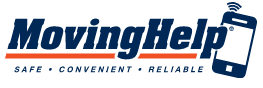 MovingHelp®
SAFE • CONVENIENT • RELIABLE